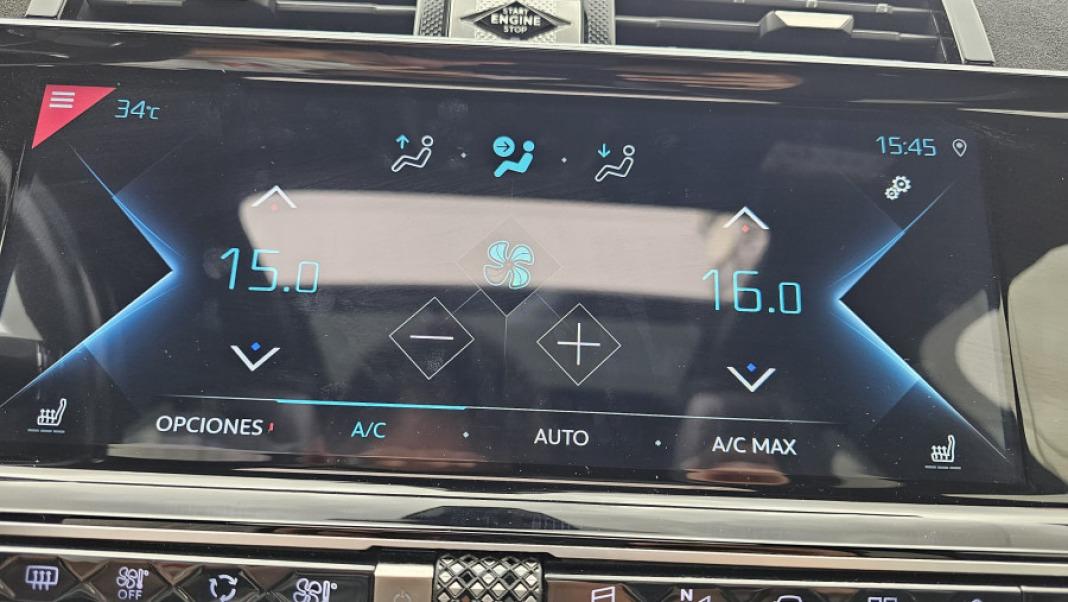 START
ENGINE
STOP
34°C
15:45
15.0
16.0
OPCIONES
A/C
AUTO
A/C MAX
OFF
N